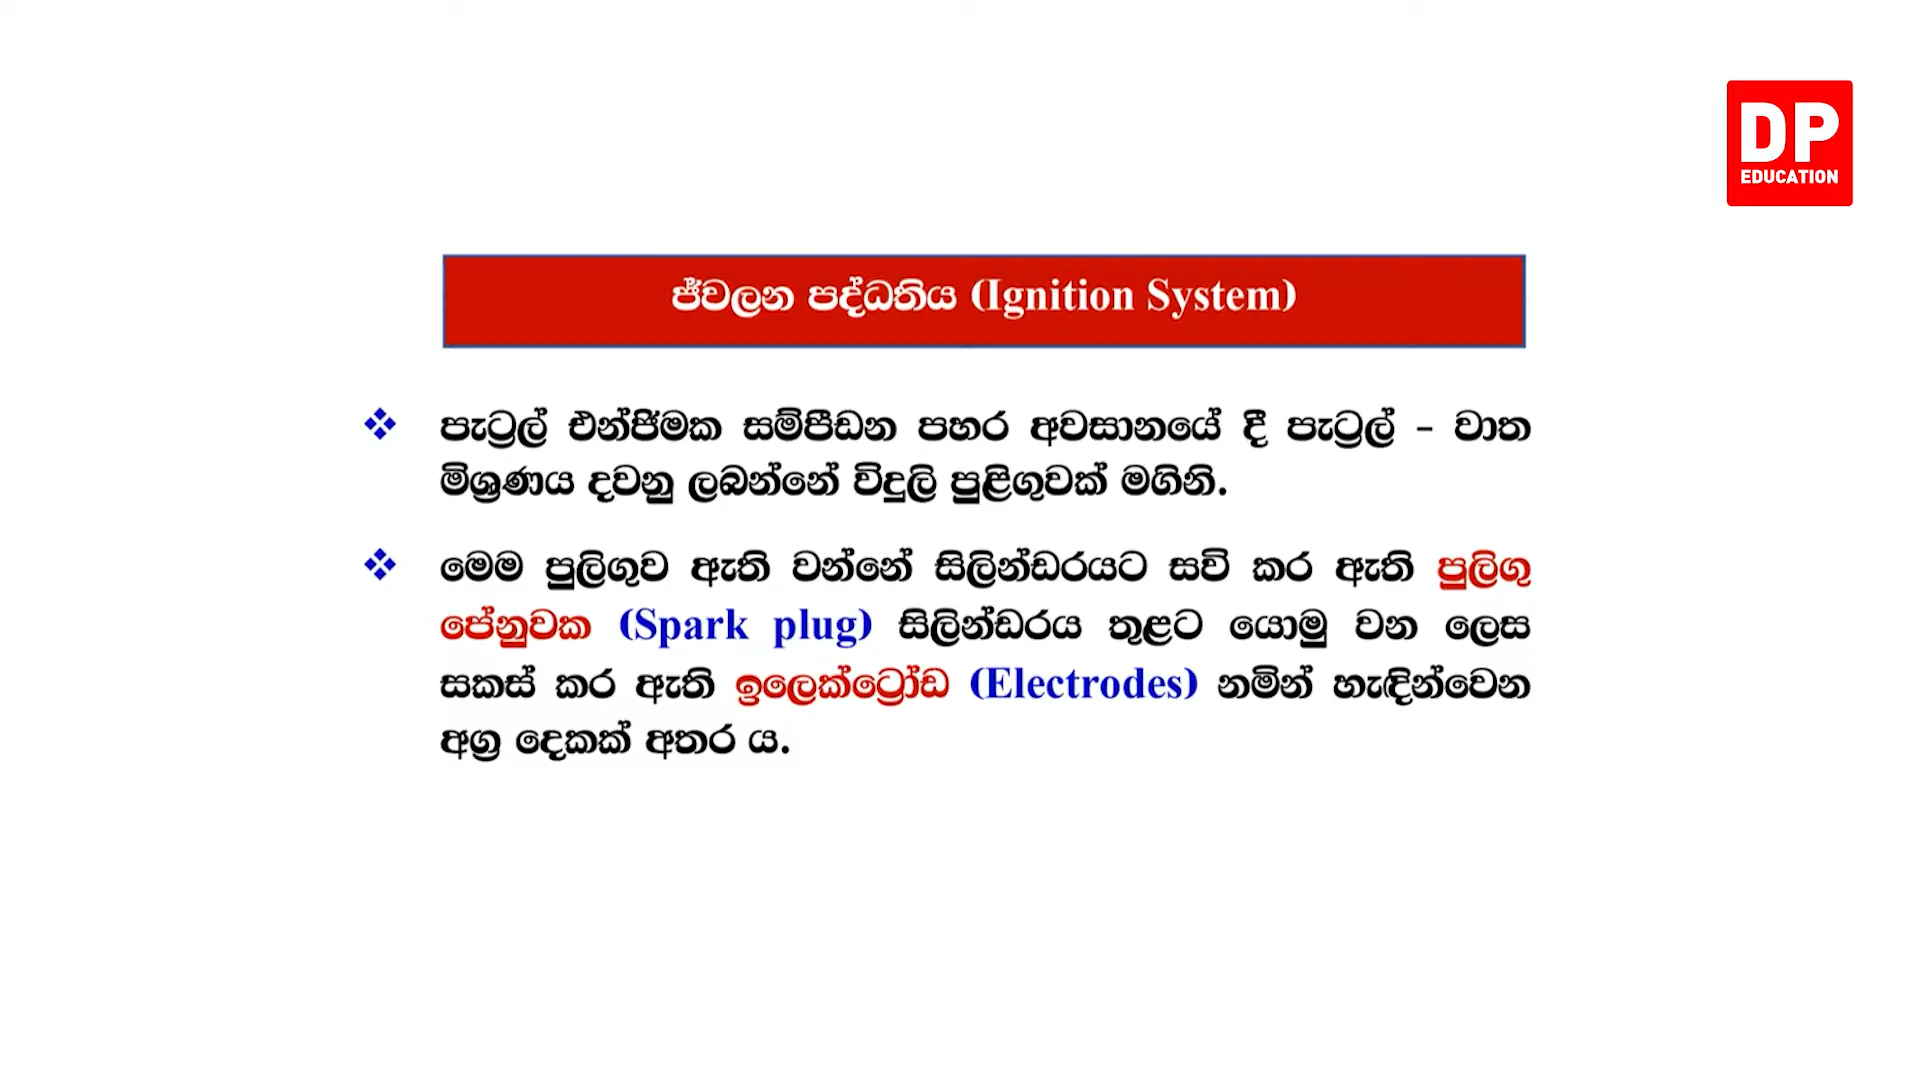 DP
EDUCATION
ජ්වලන පද්ධතිය (Ignition System)
පැට්‍රල් එන්ජිමක සම්පීඩන පහර අවසානයේ දී පැට්‍රල් – වාත
මිශ්‍රණය දවනු ලබන්නේ විදුලි පුළිගුවක් මගිනි.
මෙම පුලිගුව ඇති වන්නේ සිලින්ඩරයට සවි කර ඇති පුලිගු
පේනුවක (Spark plug) සිලින්ඩරය තුළට යොමු වන ලෙස
සකස් කර ඇති ඉලෙක්ට්‍රෝඩ (Electrodes) නමින් හැඳින්වෙන
අග්‍ර දෙකක් අතර ය.